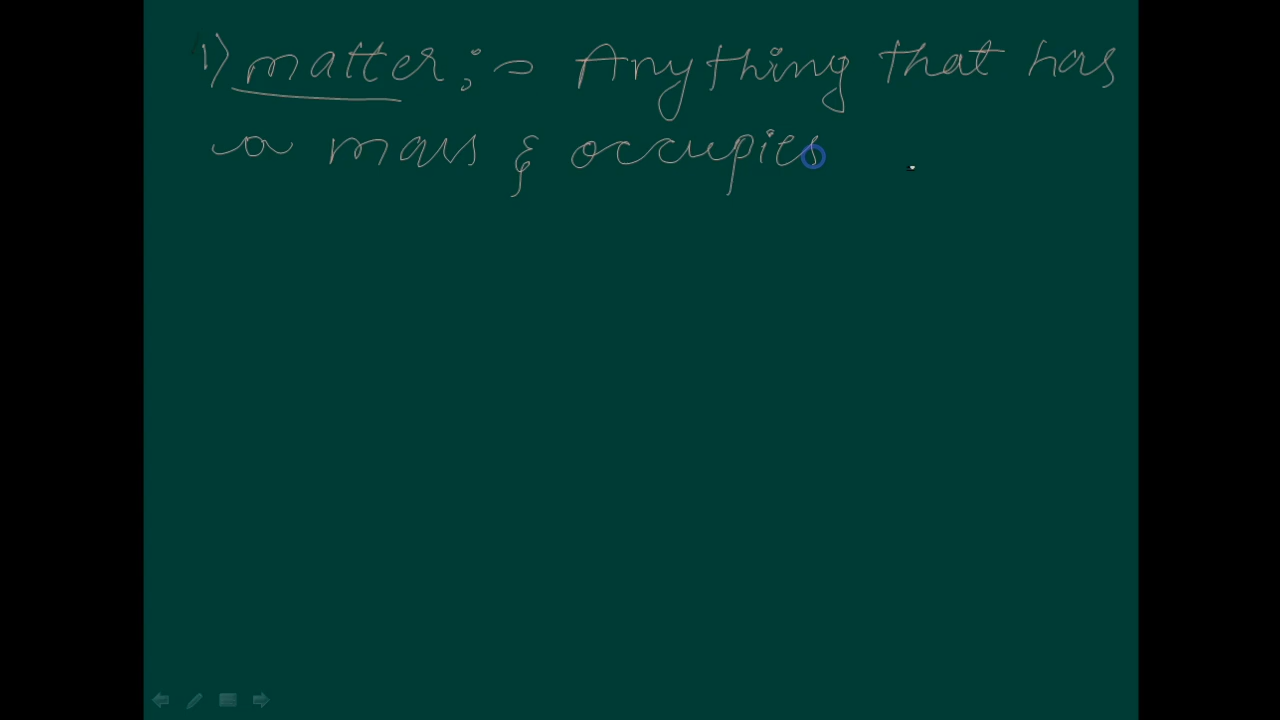 1) matter :- Anything that has
a mass & occupies